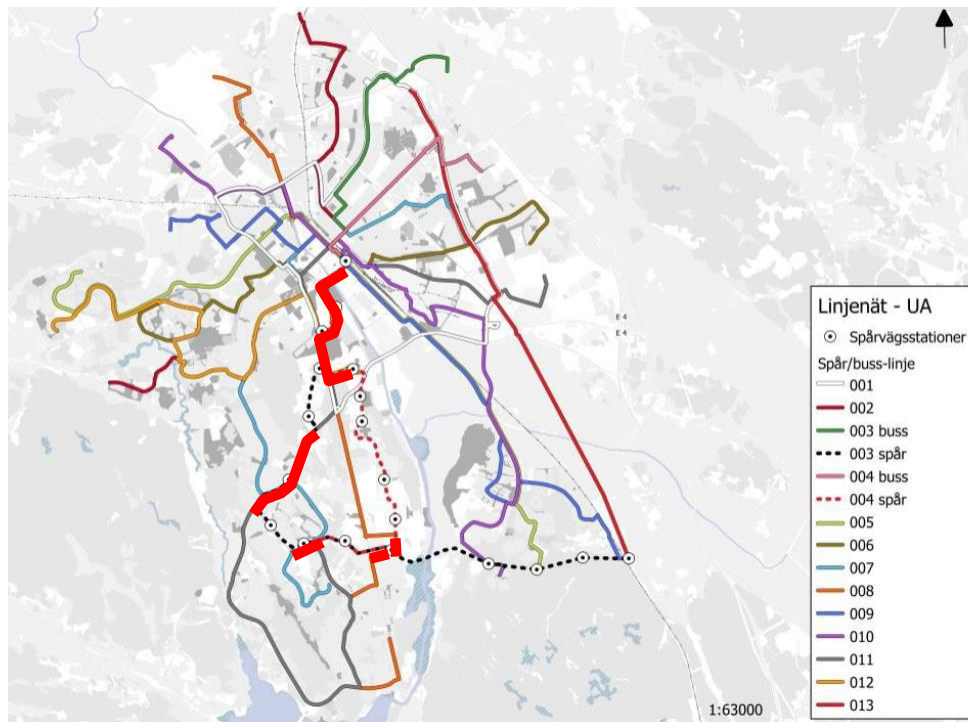 E 4
E 4
Linjenät - UA
Spårvägsstationer
Spår/buss-linje
001
002
003 buss
003 spår
004 buss
004 spår
005
006
007
008
009
010
011
012
013
1:63000